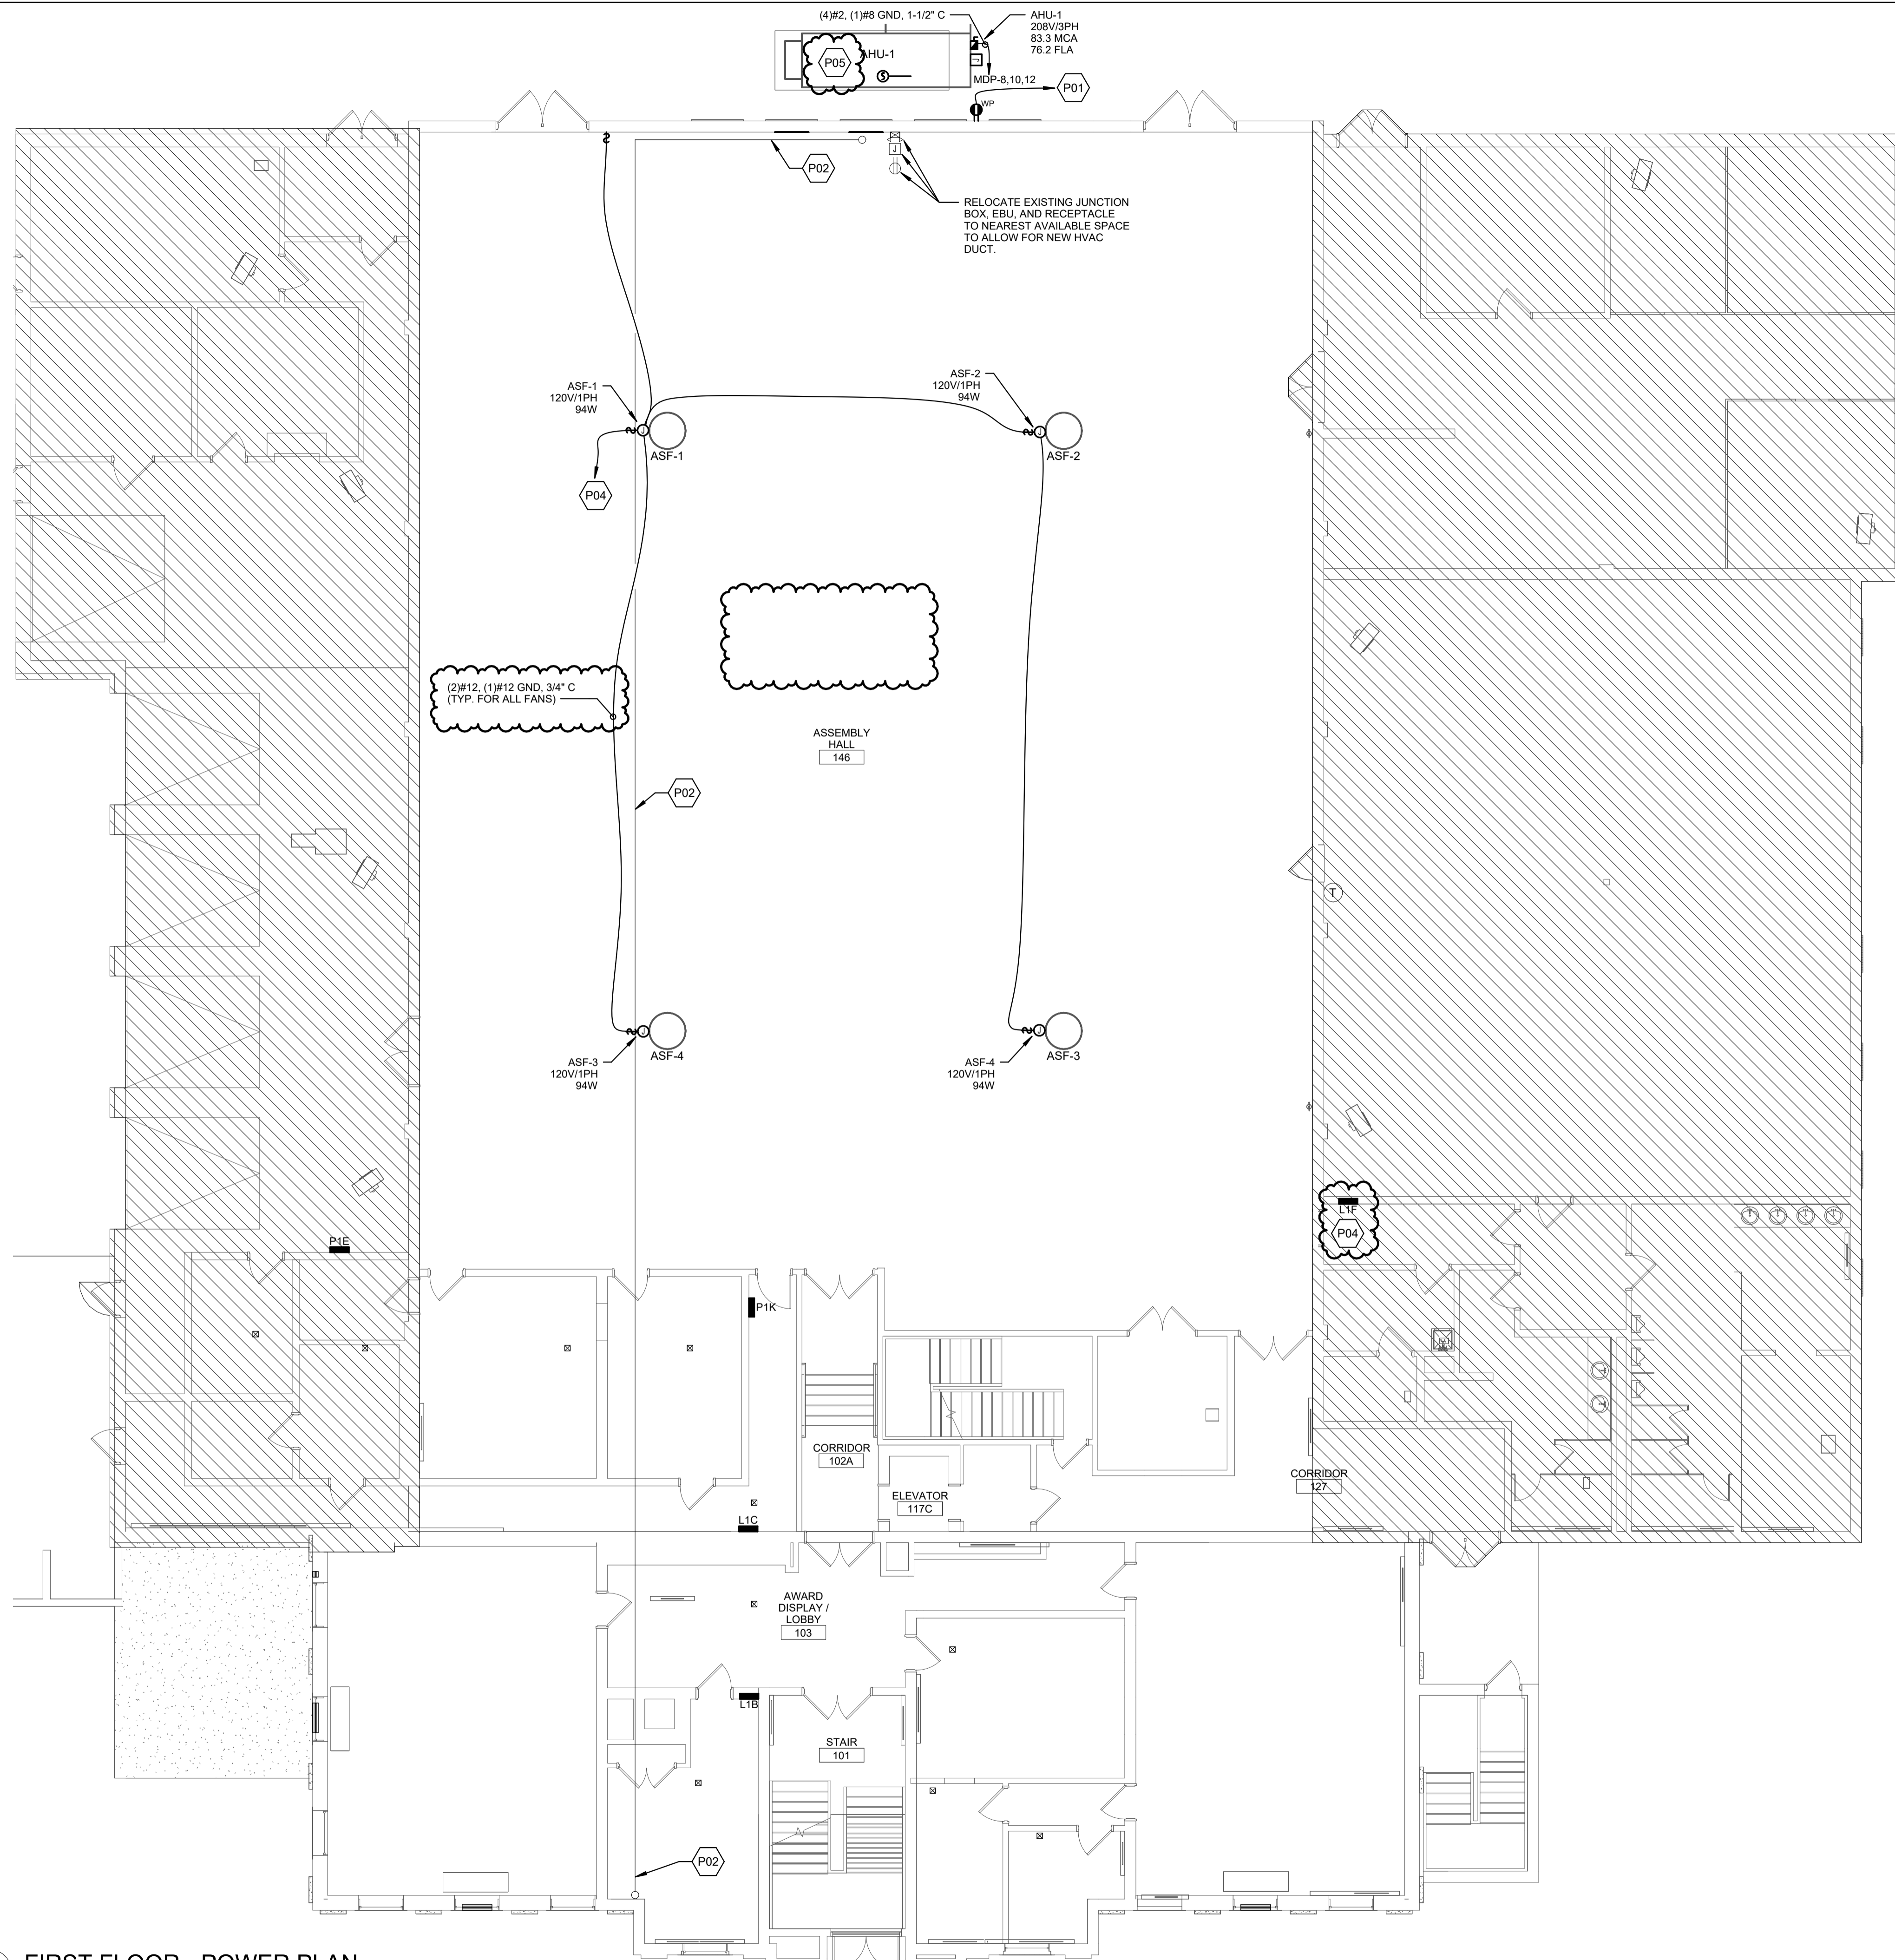 (4)#2, (1)#8 GND, 1-1/2" C
AHU-1
208V/3PH
83.3 MCA
76.2 FLA
P05
AHU-1
S
J
MDP-8,10,12
P01
WP
P02
J
RELOCATE EXISTING JUNCTION
BOX, EBU, AND RECEPTACLE
TO NEAREST AVAILABLE SPACE
TO ALLOW FOR NEW HVAC
DUCT.
ASF-1
120V/1PH
94W
J
ASF-1
P04
ASF-2
120V/1PH
94W
J
ASF-2
(2)#12, (1)#12 GND, 3/4" C
(TYP. FOR ALL FANS)
ASSEMBLY
HALL
146
P02
T
J
ASF-4
ASF-3
120V/1PH
94W
J
ASF-3
ASF-4
120V/1PH
94W
L1F
P04
P1E
P1K
CORRIDOR
102A
ELEVATOR
117C
CORRIDOR
127
L1C
AWARD
DISPLAY /
LOBBY
103
L1B
STAIR
101
P02
FIRST FLOOR - POWER PLAN